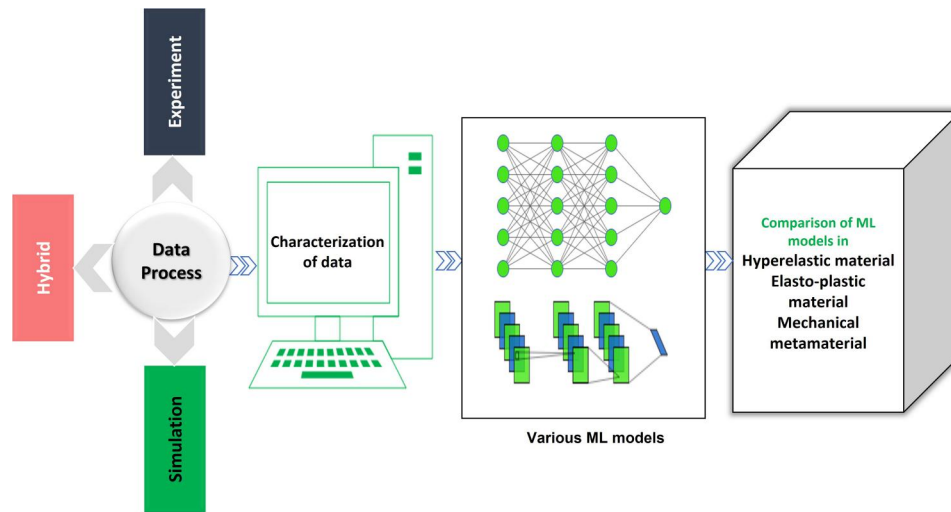 Experiment
Hybrid
Data
Process
Simulation
Characterization
of data
Various ML models
Comparison of ML
models in
Hyperelastic material
Elasto-plastic
material
Mechanical
metamaterial